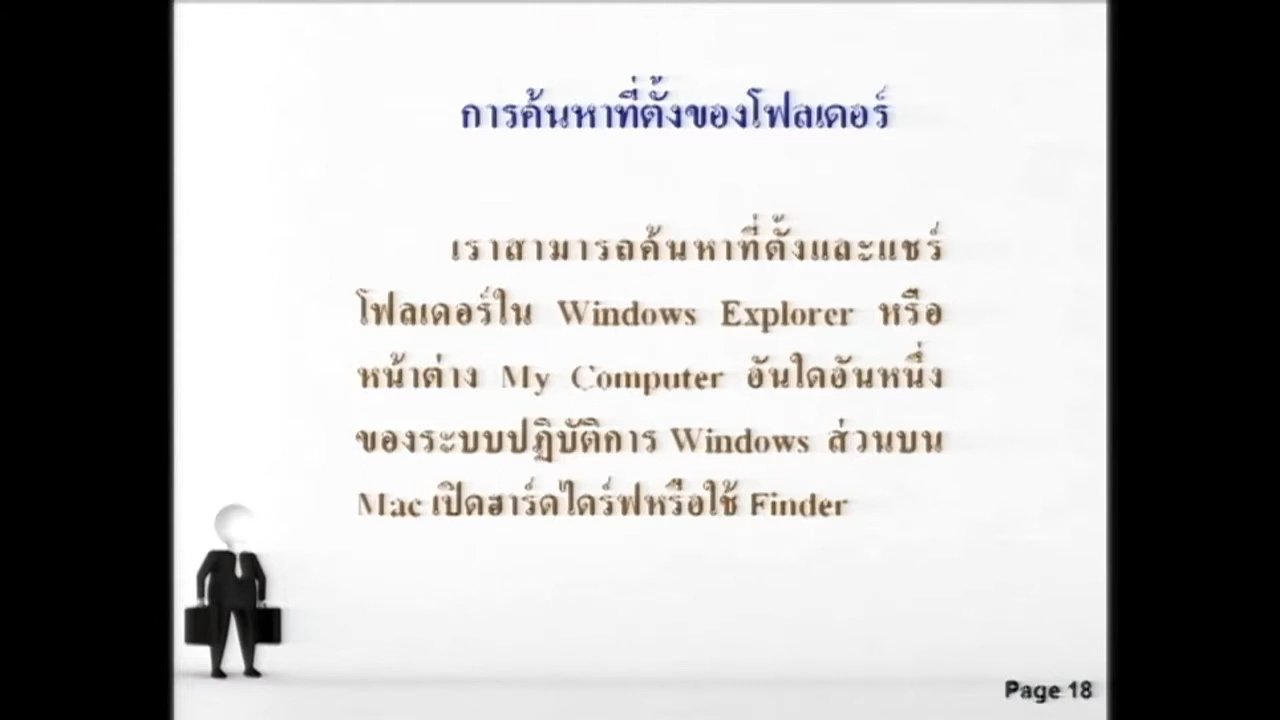 การค้นหาที่ตั้งของโฟลเดอร์
เราสามารถค้นหาที่ตั้งและแชร์
โฟลเดอร์ใน Windows Explorer หรือ
หน้าต่าง My Computer อันใดอันหนึ่ง
ของระบบปฏิบัติการ Windows ส่วนบน
Mac เปิดฮาร์ดไดร์ฟหรือใช้ Finder
Page 18